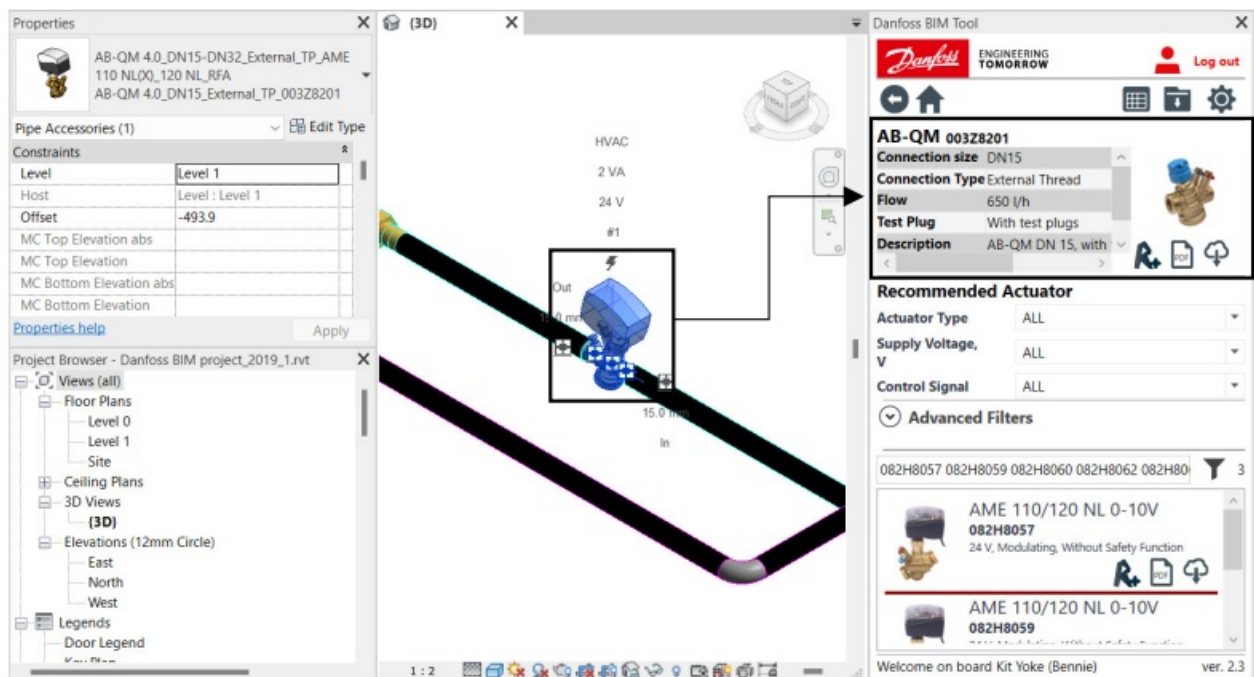 Properties
AB-QM 4.0_DN15-DN32_External_TP_AME
110 NL(X)_120 NL_RFA
AB-QM 4.0_DN15_External_TP_003Z8201
Pipe Accessories (1)
Edit Type
Constraints
Level Level 1
Host Level : Level 1
Offset -493.9
MC Top Elevation abs
MC Top Elevation
MC Bottom Elevation abs
MC Bottom Elevation
Properties help
Apply
Project Browser - Danfoss BIM project_2019_1.rvt
Views (all)
Floor Plans
Level 0
Level 1
Site
Ceiling Plans
3D Views
{3D}
Elevations (12mm Circle)
East
North
West
Legends
Door Legend
{3D}
TOP
FRONT
HVAC
2 VA
24 V
#1
Out
15.0 mm
In
1 : 2
Danfoss BIM Tool
Danfoss
ENGINEERING
TOMORROW
Log out
AB-QM 003Z8201
Connection size DN15
Connection Type External Thread
Flow 650 l/h
Test Plug With test plugs
Description AB-QM DN 15, with
R+ PDF
Recommended Actuator
Actuator Type ALL
Supply Voltage,
V ALL
Control Signal ALL
Advanced Filters
082H8057 082H8059 082H8060 082H8062 3
AME 110/120 NL 0-10V
082H8057
24 V, Modulating, Without Safety Function
R+ PDF
AME 110/120 NL 0-10V
082H8059
24 V, Modulating, Without Safety Function
Welcome on board Kit Yoke (Bennie) ver. 2.3